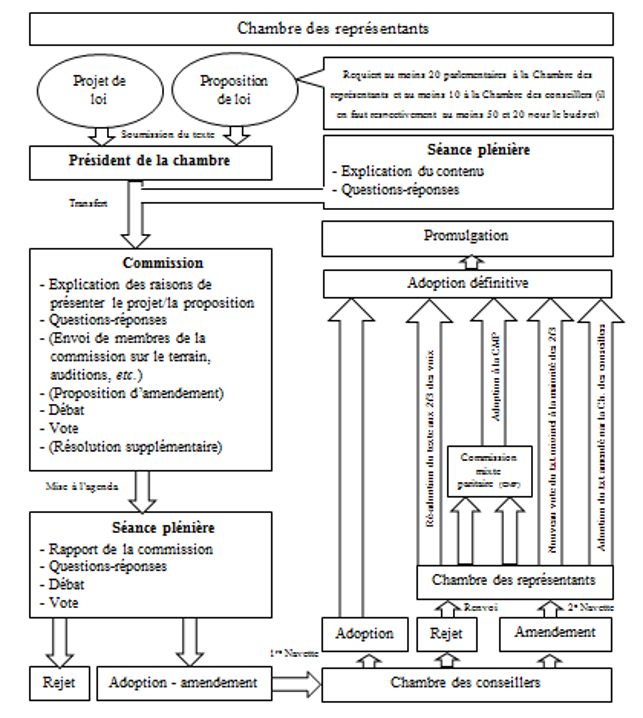 Chambre des représentants
Projet de
loi
Proposition
de loi
Requiert au moins 20 parlementaires à la Chambre des
représentants et au moins 10 à la Chambre des conseillers (il
en faut respectivement au moins 50 et 20 pour le budget)
Soumission du texte
Président de la chambre
Séance plénière
- Explication du contenu
- Questions-réponses
Transfert
Promulgation
Adoption définitive
Commission
- Explication des raisons de
présenter le projet/la proposition
- Questions-réponses
- (Envoi de membres de la
commission sur le terrain,
auditions, etc.)
- (Proposition d'amendement)
- Débat
- Vote
- (Résolution supplémentaire)
Réadoption du texte aux 2/3 des voix
Adoption à la CMP
Nouveau vote du txt minord à la majorité des 2/3
Adoption du txt amendé par la Ch. des conseillers
Commission
mixte
paritaire (CMP)
Mise à l'agenda
Séance plénière
- Rapport de la commission
- Questions-réponses
- Débat
- Vote
Chambre des représentants
Renvoi
2e Navette
Adoption
Rejet
Amendement
1re Navette
Rejet
Adoption - amendement
Chambre des conseillers